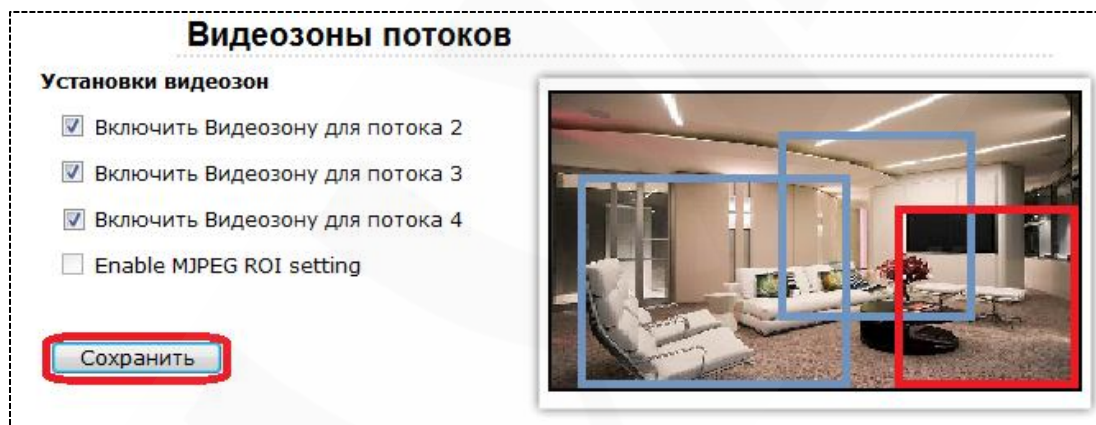 Видеозоны потоков
Установки видеозон
Включить Видеозону для потока 2
Включить Видеозону для потока 3
Включить Видеозону для потока 4
Enable MJPEG ROI setting
Сохранить